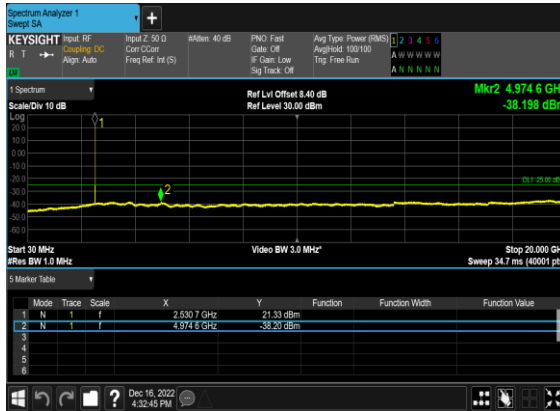 Spectrum Analyzer 1
Swept SA
+
KEYSIGHT Input: RF Input Z: 50 Ω #Atten: 40 dB PNO: Fast Avg Type: Power (RMS) 1 2 3 4 5 6
R T Coupling: DC Corr CCorr Gate: Off Avg|Hold: 100/100 A W W W W W
Align: Auto Freq Ref: Int (S) IF Gain: Low Trig: Free Run
Sig Track: Off A N N N N N
1 Spectrum Ref Lvl Offset 8.40 dB Mkr2 4.974 6 GH
Scale/Div 10 dB Ref Level 30.00 dBm -38.198 dBr
Log
1
20.0
10.0
0.00
-10.0
-20.0 DL1 -25.00 dB
-30.0 2
-40.0
-50.0
-60.0
Start 30 MHz Video BW 3.0 MHz* Stop 20.000 GH
#Res BW 1.0 MHz Sweep 34.7 ms (40001 pts
5 Marker Table
Mode Trace Scale X Y Function Function Width Function Value
1 N 1 f 2.530 7 GHz 21.33 dBm
2 N 1 f 4.974 6 GHz -38.20 dBm
3
4
5
6
? Dec 16, 2022
4:32:45 PM